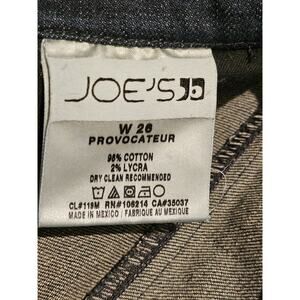 JOE'S
W 26
PROVOCATEUR
98% COTTON
2% LYCRA
DRY CLEAN RECOMMENDED
CL#119M RN#106214 CA#35037
MADE IN MEXICO / FABRIQUE AU MEXIQUE